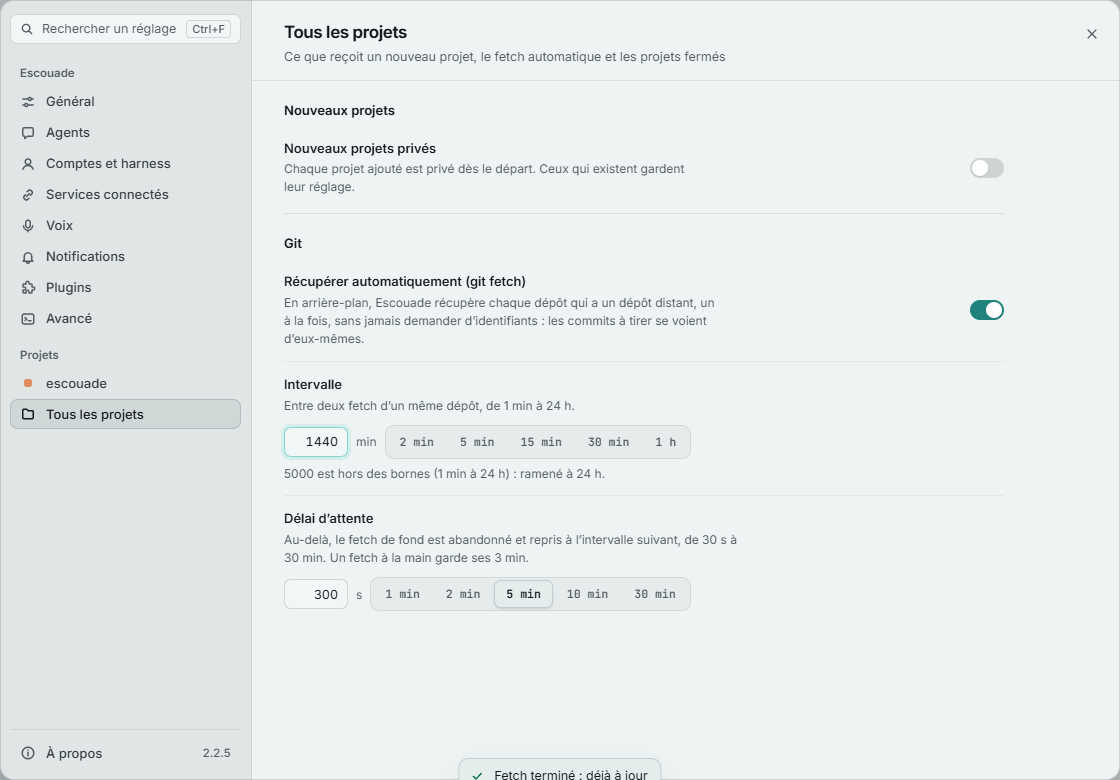 Rechercher un réglage Ctrl+F
Escouade
Général
Agents
Comptes et harness
Services connectés
Voix
Notifications
Plugins
Avancé
Projets
escouade
Tous les projets
À propos 2.2.5
Tous les projets
Ce que reçoit un nouveau projet, le fetch automatique et les projets fermés
Nouveaux projets
Nouveaux projets privés
Chaque projet ajouté est privé dès le départ. Ceux qui existent gardent
leur réglage.
Git
Récupérer automatiquement (git fetch)
En arrière-plan, Escouade récupère chaque dépôt qui a un dépôt distant, un
à la fois, sans jamais demander d’identifiants : les commits à tirer se voient
d’eux-mêmes.
Intervalle
Entre deux fetch d’un même dépôt, de 1 min à 24 h.
1440 min 2 min 5 min 15 min 30 min 1 h
5000 est hors des bornes (1 min à 24 h) : ramené à 24 h.
Délai d’attente
Au-delà, le fetch de fond est abandonné et repris à l’intervalle suivant, de 30 s à
30 min. Un fetch à la main garde ses 3 min.
300 s 1 min 2 min 5 min 10 min 30 min
Fetch terminé : déjà à jour